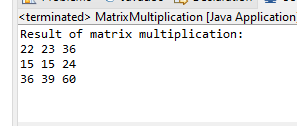 <terminated> MatrixMultiplication [Java Application]
Result of matrix multiplication:
22 23 36
15 15 24
36 39 60